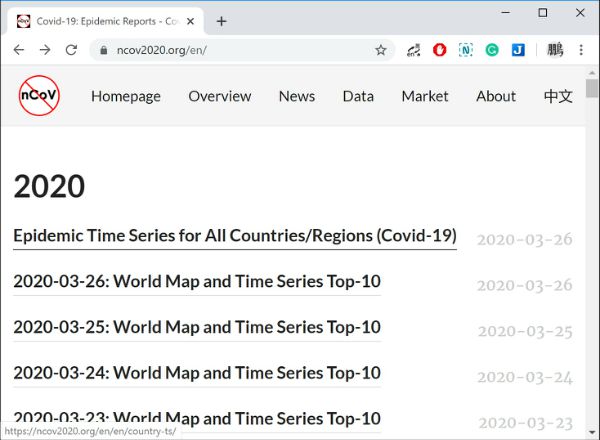 Covid-19: Epidemic Reports - Cov
ncov2020.org/en/
nCoV
Homepage Overview News Data Market About 中文
2020
Epidemic Time Series for All Countries/Regions (Covid-19) 2020-03-26
2020-03-26: World Map and Time Series Top-10 2020-03-26
2020-03-25: World Map and Time Series Top-10 2020-03-25
2020-03-24: World Map and Time Series Top-10 2020-03-24
2020-03-23: World Map and Time Series Top-10 2020-03-23
https://ncov2020.org/en/en/country-ts/